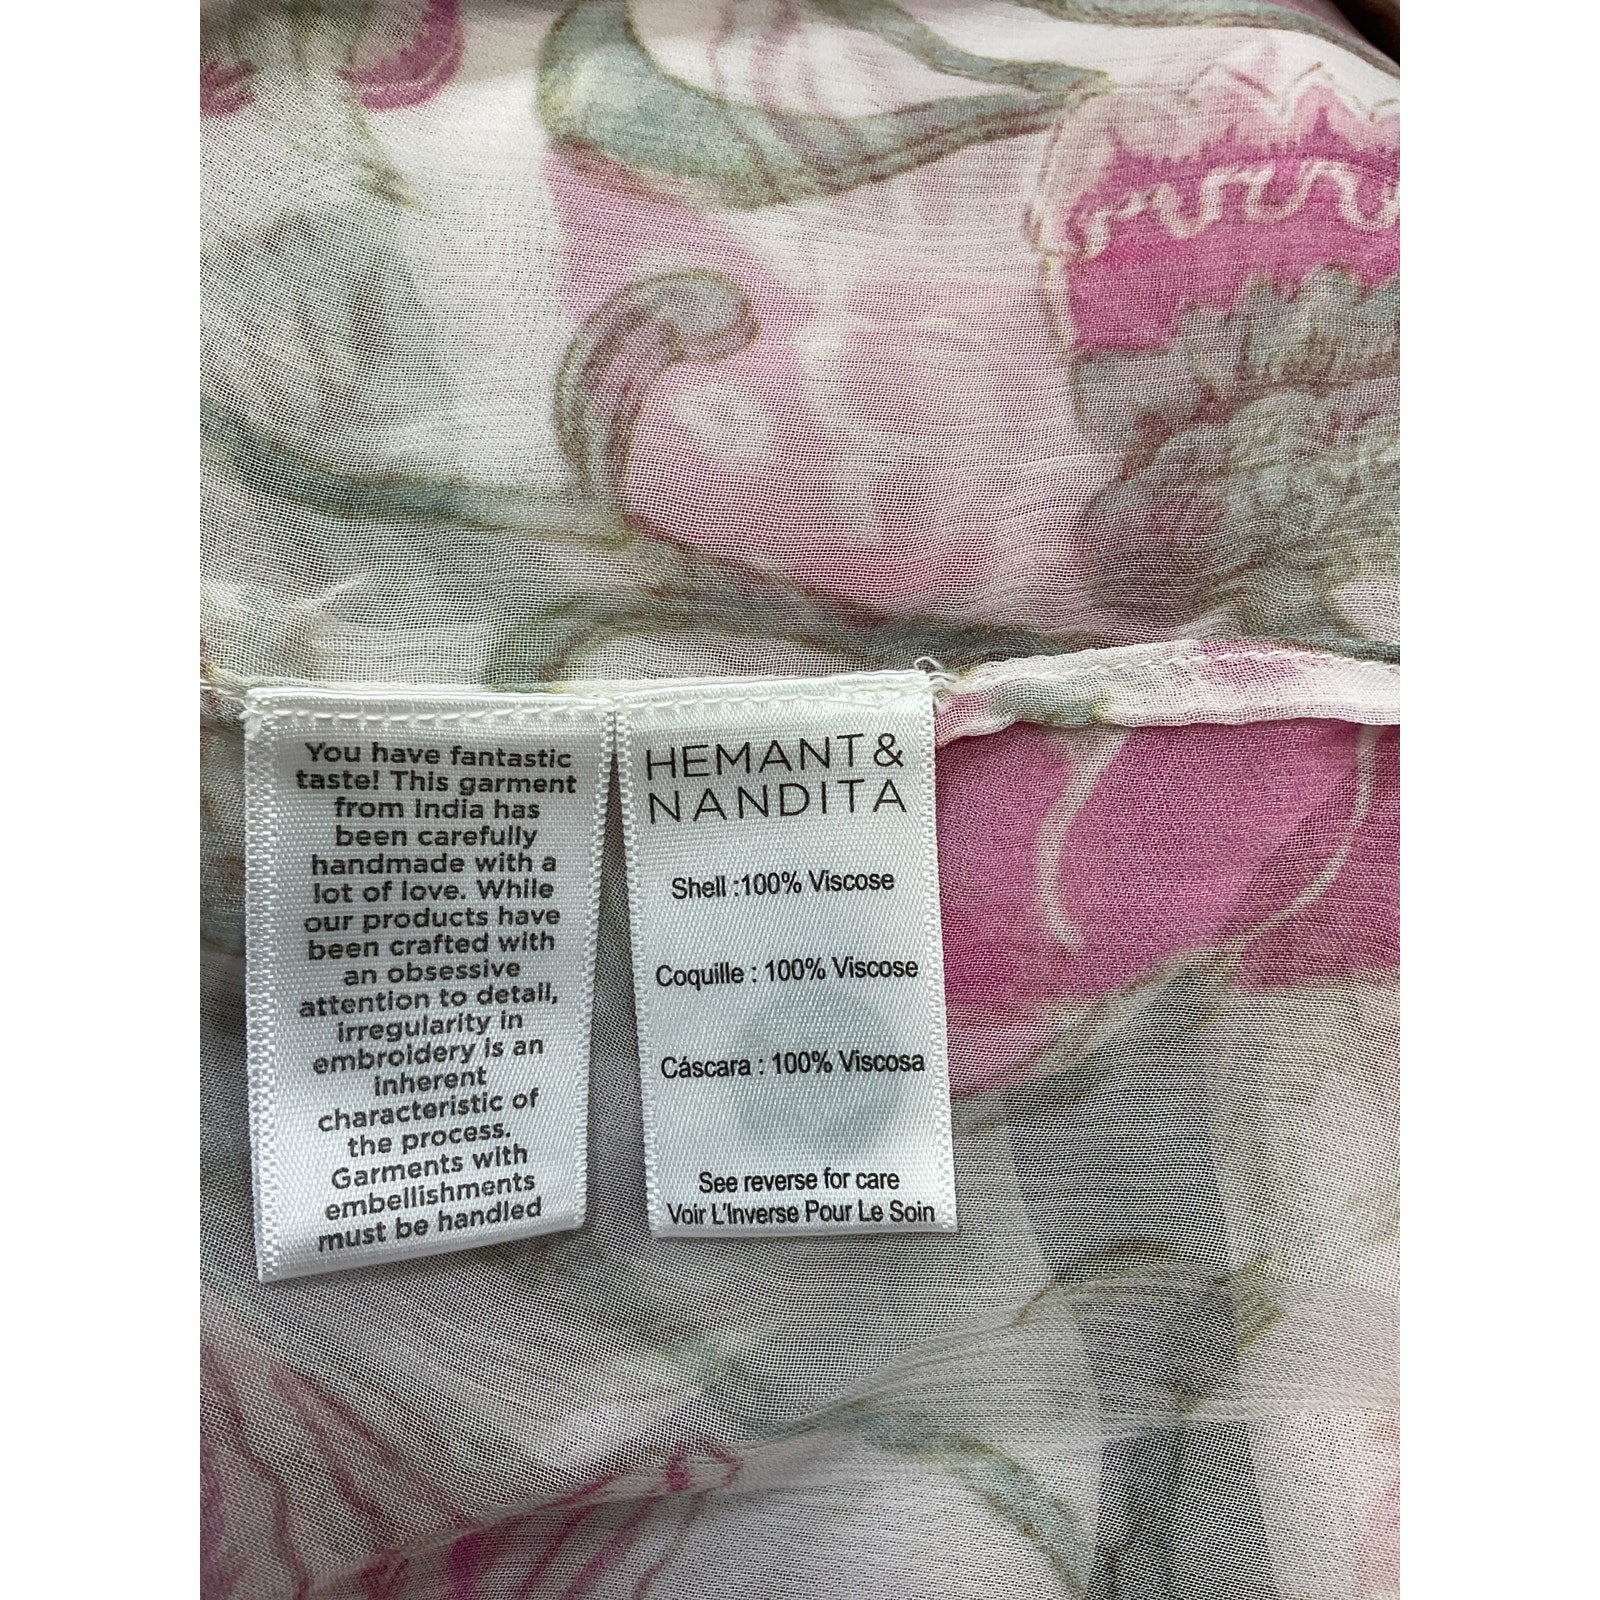 You have fantastic
taste! This garment
from India has
been carefully
handmade with a
lot of love. While
our products have
been crafted with
an obsessive
attention to detail,
irregularity in
embroidery is an
inherent
characteristic of
the process.
Garments with
embellishments
must be handled
HEMANT &
NANDITA
Shell :100% Viscose
Coquille : 100% Viscose
Cáscara : 100% Viscosa
See reverse for care
Voir L'Inverse Pour Le Soin